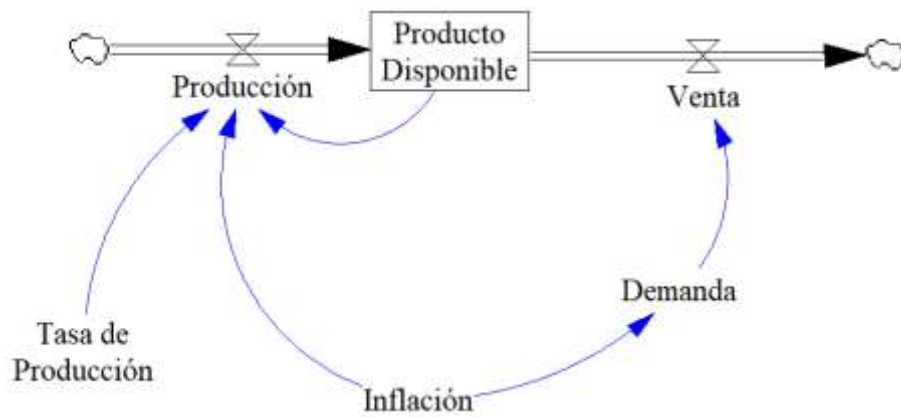 Producto
Disponible
Producción
Venta
Demanda
Tasa de
Producción
Inflación